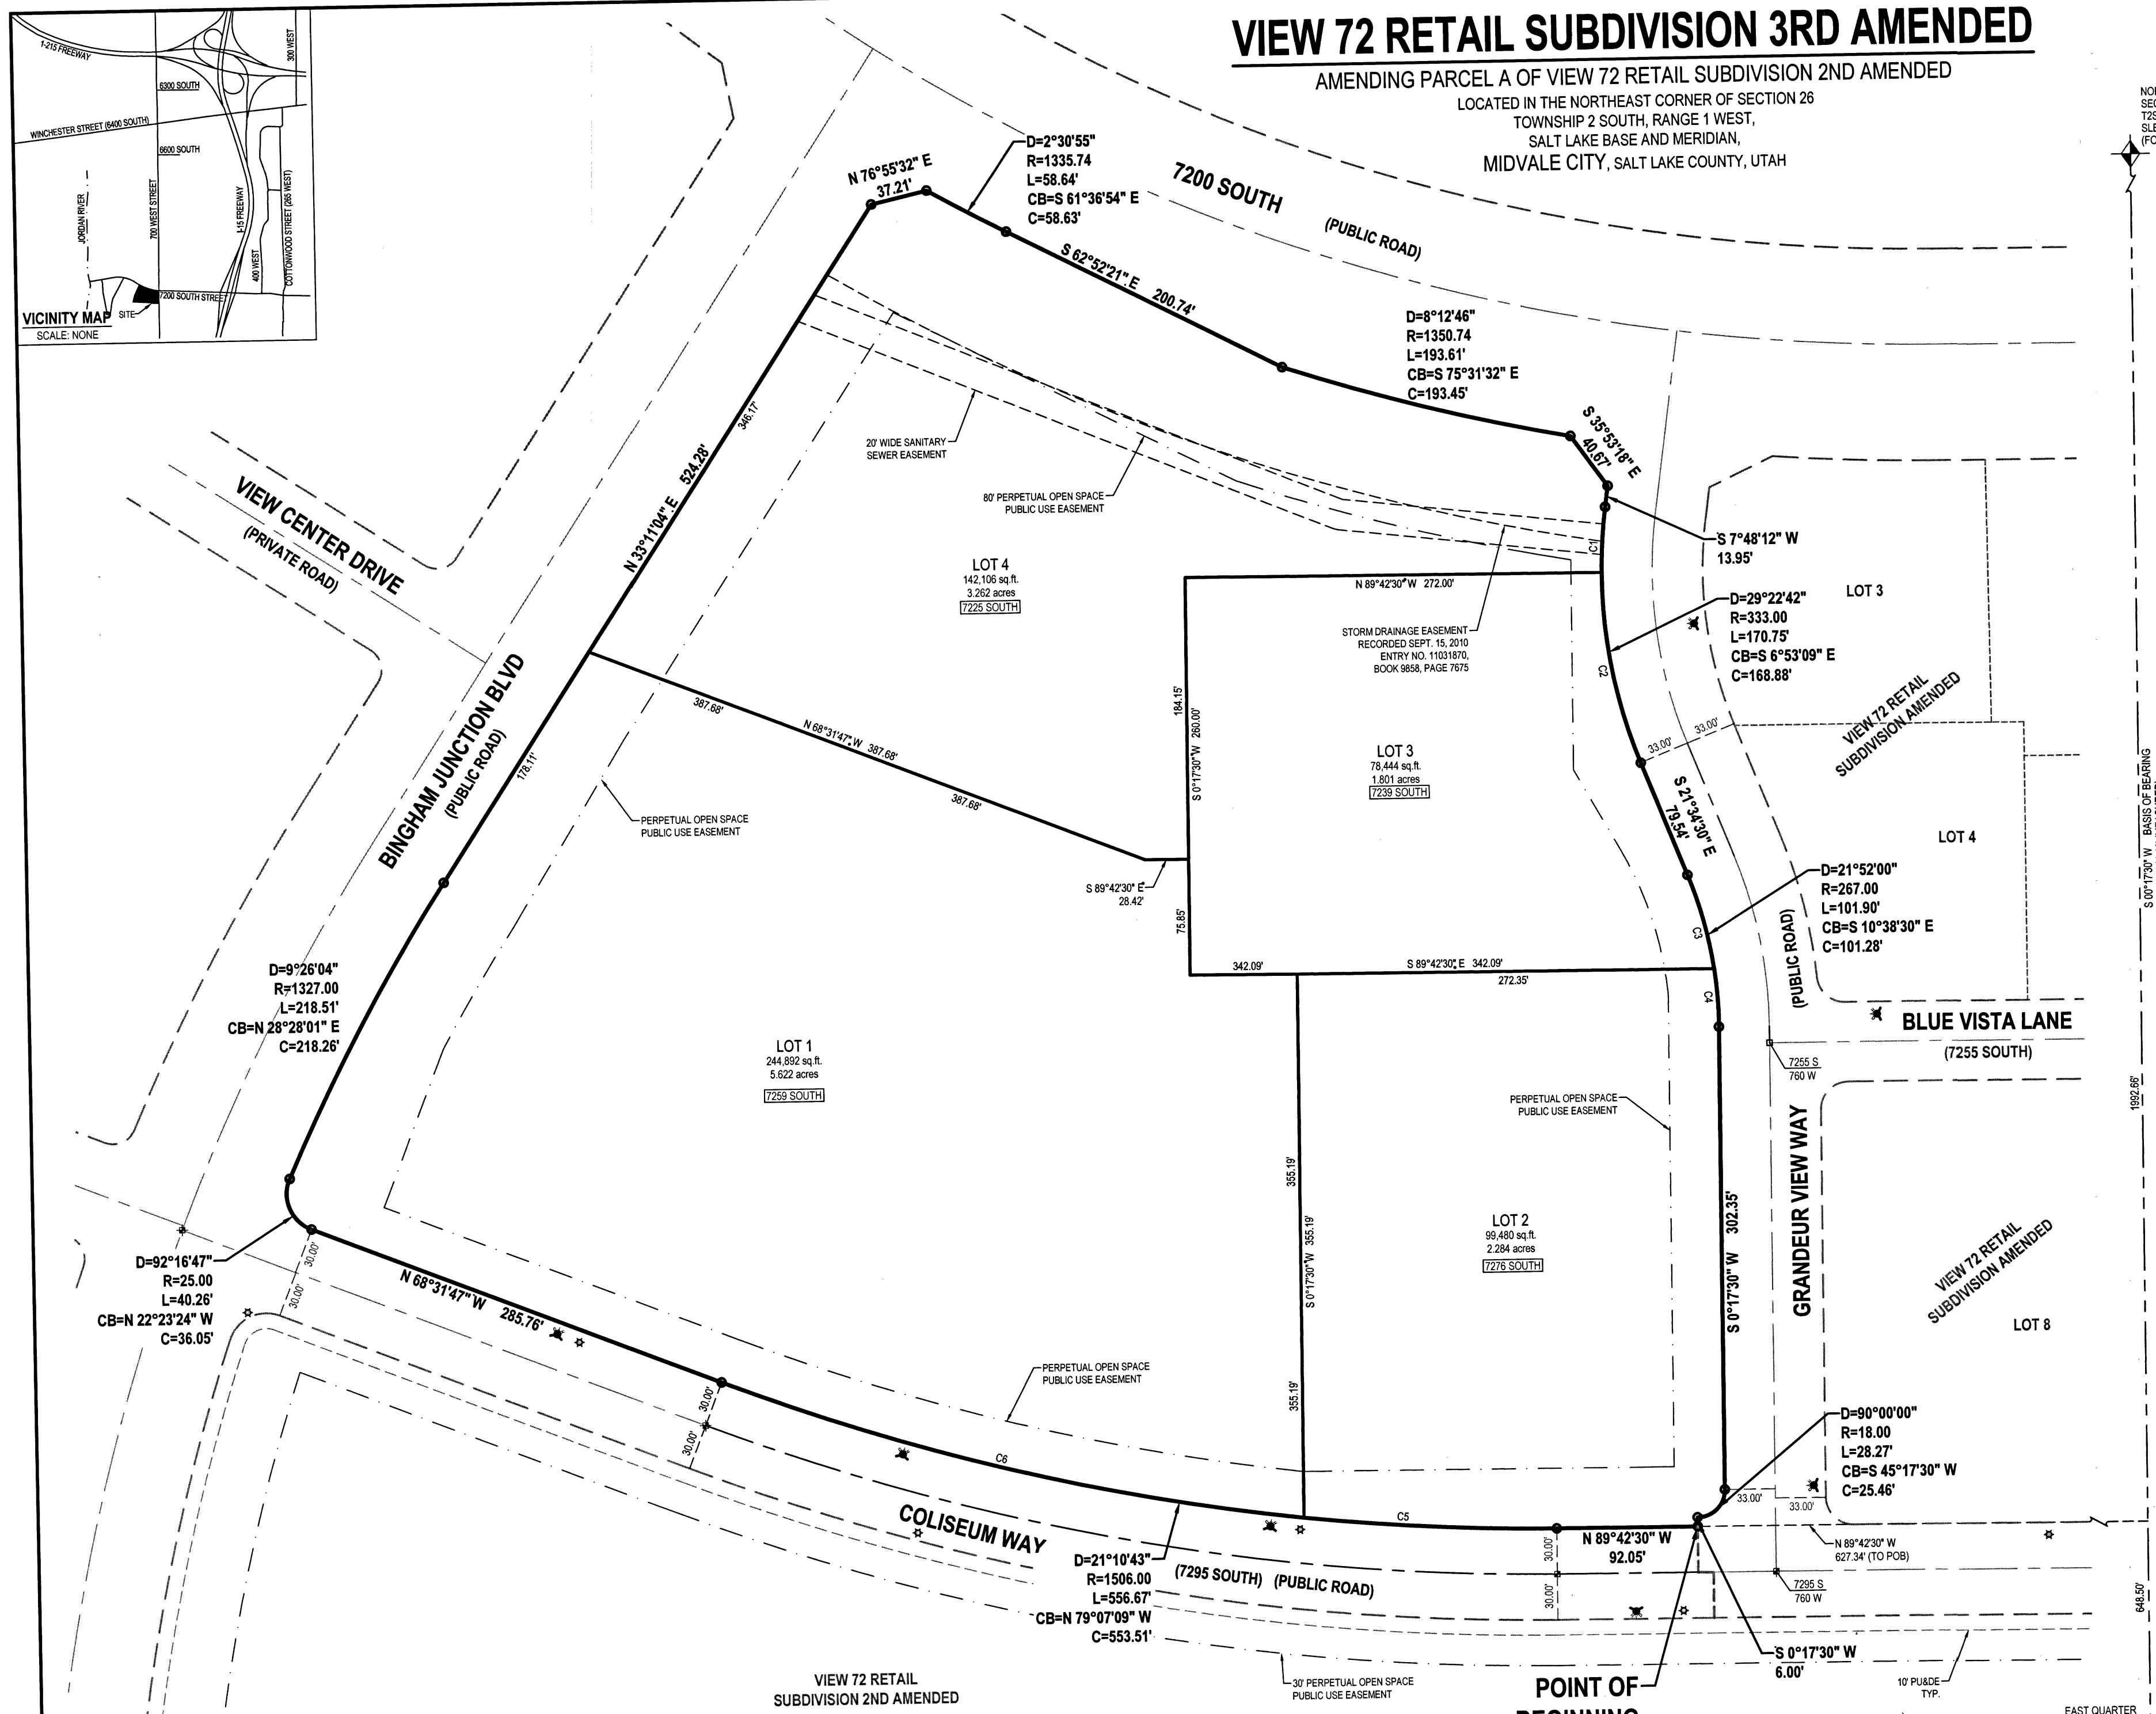 VIEW 72 RETAIL SUBDIVISION 3RD AMENDED
AMENDING PARCEL A OF VIEW 72 RETAIL SUBDIVISION 2ND AMENDED
LOCATED IN THE NORTHEAST CORNER OF SECTION 26
TOWNSHIP 2 SOUTH, RANGE 1 WEST,
SALT LAKE BASE AND MERIDIAN,
MIDVALE CITY, SALT LAKE COUNTY, UTAH
I-215 FREEWAY
300 WEST
6300 SOUTH
WINCHESTER STREET (6400 SOUTH)
6600 SOUTH
JORDAN RIVER
700 WEST STREET
I-15 FREEWAY
400 WEST
COTTONWOOD STREET (265 WEST)
7200 SOUTH STREET
VICINITY MAP
SITE
SCALE: NONE
N 76°55'32" E
37.21'
D=2°30'55"
R=1335.74
L=58.64'
CB=S 61°36'54" E
C=58.63'
7200 SOUTH
(PUBLIC ROAD)
S 62°52'21" E 200.74'
D=8°12'46"
R=1350.74
L=193.61'
CB=S 75°31'32" E
C=193.45'
S 35°53'18" E
40.67'
S 7°48'12" W
13.95'
D=29°22'42"
R=333.00
L=170.75'
CB=S 6°53'09" E
C=168.88'
LOT 3
VIEW 72 RETAIL
SUBDIVISION AMENDED
33.00'
33.00'
S 21°34'30" E
79.54'
LOT 4
D=21°52'00"
R=267.00
L=101.90'
CB=S 10°38'30" E
C=101.28'
(PUBLIC ROAD)
BLUE VISTA LANE
(7255 SOUTH)
7255 S
760 W
GRANDEUR VIEW WAY
S 0°17'30" W 302.35'
VIEW 72 RETAIL
SUBDIVISION AMENDED
LOT 8
S 00°17'30" W BASIS OF BEARING
1992.66'
648.50'
D=90°00'00"
R=18.00
L=28.27'
CB=S 45°17'30" W
C=25.46'
33.00'
33.00'
N 89°42'30" W
627.34' (TO POB)
7295 S
760 W
S 0°17'30" W
6.00'
10' PU&DE
TYP.
EAST QUARTER
POINT OF
BEGINNING
N 89°42'30" W
92.05'
30.00'
30.00'
C1
C2
C3
C4
C5
C6
346.17'
N 33°11'04" E 524.28'
178.11'
20' WIDE SANITARY
SEWER EASEMENT
80' PERPETUAL OPEN SPACE
PUBLIC USE EASEMENT
LOT 4
142,106 sq.ft.
3.262 acres
7225 SOUTH
N 89°42'30" W 272.00'
STORM DRAINAGE EASEMENT
RECORDED SEPT. 15, 2010
ENTRY NO. 11031870,
BOOK 9858, PAGE 7675
184.15'
S 0°17'30" W 260.00'
75.85'
LOT 3
78,444 sq.ft.
1.801 acres
7239 SOUTH
387.68'
N 68°31'47" W 387.68'
387.68'
S 89°42'30" E
28.42'
342.09'
S 89°42'30" E 342.09'
272.35'
VIEW CENTER DRIVE
(PRIVATE ROAD)
BINGHAM JUNCTION BLVD
(PUBLIC ROAD)
PERPETUAL OPEN SPACE
PUBLIC USE EASEMENT
D=9°26'04"
R=1327.00
L=218.51'
CB=N 28°28'01" E
C=218.26'
LOT 1
244,892 sq.ft.
5.622 acres
7259 SOUTH
PERPETUAL OPEN SPACE
PUBLIC USE EASEMENT
355.19'
S 0°17'30" W 355.19'
355.19'
LOT 2
99,480 sq.ft.
2.284 acres
7276 SOUTH
D=92°16'47"
R=25.00
L=40.26'
CB=N 22°23'24" W
C=36.05'
30.00'
30.00'
N 68°31'47" W 285.76'
30.00'
30.00'
PERPETUAL OPEN SPACE
PUBLIC USE EASEMENT
COLISEUM WAY
(7295 SOUTH) (PUBLIC ROAD)
D=21°10'43"
R=1506.00
L=556.67'
CB=N 79°07'09" W
C=553.51'
30' PERPETUAL OPEN SPACE
PUBLIC USE EASEMENT
VIEW 72 RETAIL
SUBDIVISION 2ND AMENDED